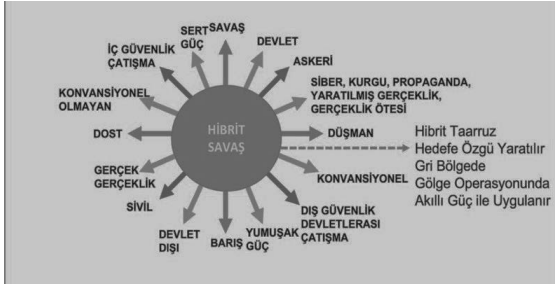 SERT
GÜÇ
SAVAŞ
DEVLET
ASKERİ
SİBER, KURGU, PROPAGANDA,
YARATILMIŞ GERÇEKLİK,
GERÇEKLİK ÖTESİ
DÜŞMAN
KONVANSİYONEL
DIŞ GÜVENLİK
DEVLETLERASI
ÇATIŞMA
YUMUŞAK
GÜÇ
BARIŞ
DEVLET
DIŞI
SİVİL
GERÇEK
GERÇEKLİK
DOST
KONVANSİYONEL
OLMAYAN
İÇ GÜVENLİK
ÇATIŞMA
HİBRİT
SAVAŞ
Hibrit Taarruz
Hedefe Özgü Yaratılır
Gri Bölgede
Gölge Operasyonunda
Akıllı Güç ile Uygulanır